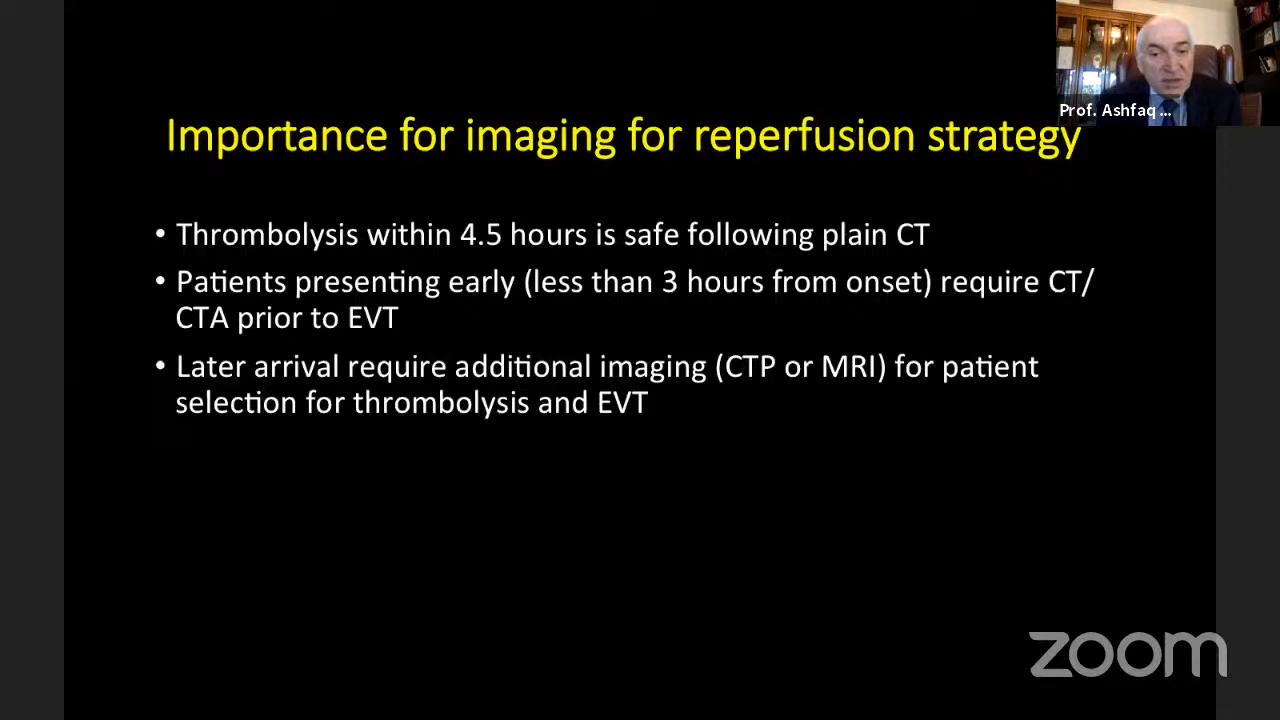 Prof. Ashfaq ...
Importance for imaging for reperfusion strategy
• Thrombolysis within 4.5 hours is safe following plain CT
• Patients presenting early (less than 3 hours from onset) require CT/
CTA prior to EVT
• Later arrival require additional imaging (CTP or MRI) for patient
selection for thrombolysis and EVT
zoom